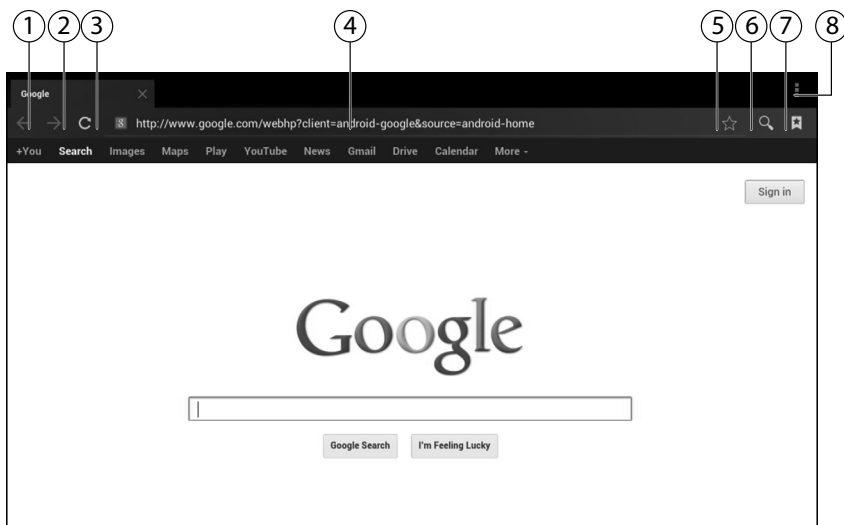 1 2 3 4 5 6 7 8
Google
8 http://www.google.com/webhp?client=android-google&source=android-home
+You Search Images Maps Play YouTube News Gmail Drive Calendar More
Sign in
Google
Google Search I'm Feeling Lucky